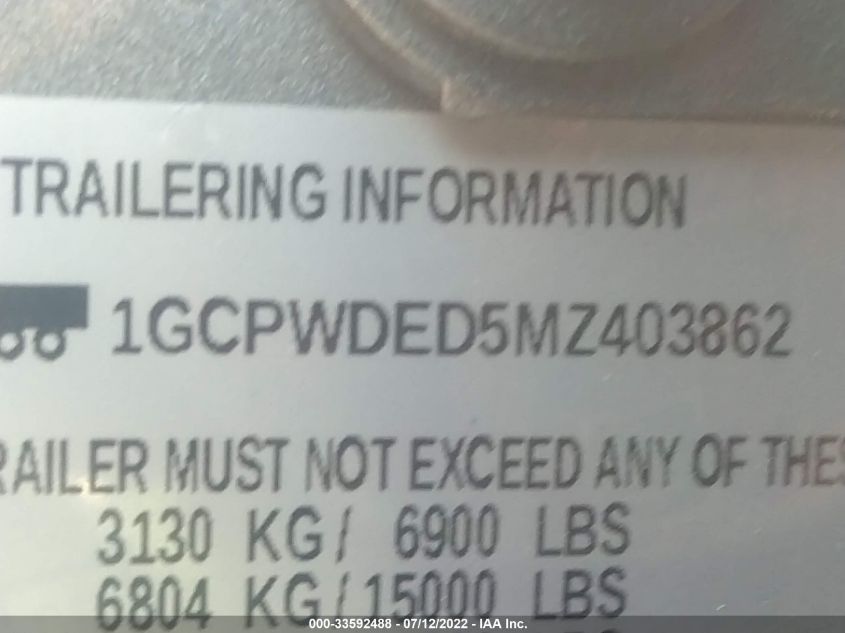 TRAILERING INFORMATION
1GCPWDED5MZ403862
TRAILER MUST NOT EXCEED ANY OF THES
3130 KG/ 6900 LBS
6804 KG/15000 LBS
000-33592488 - 07/12/2022 - IAA Inc.